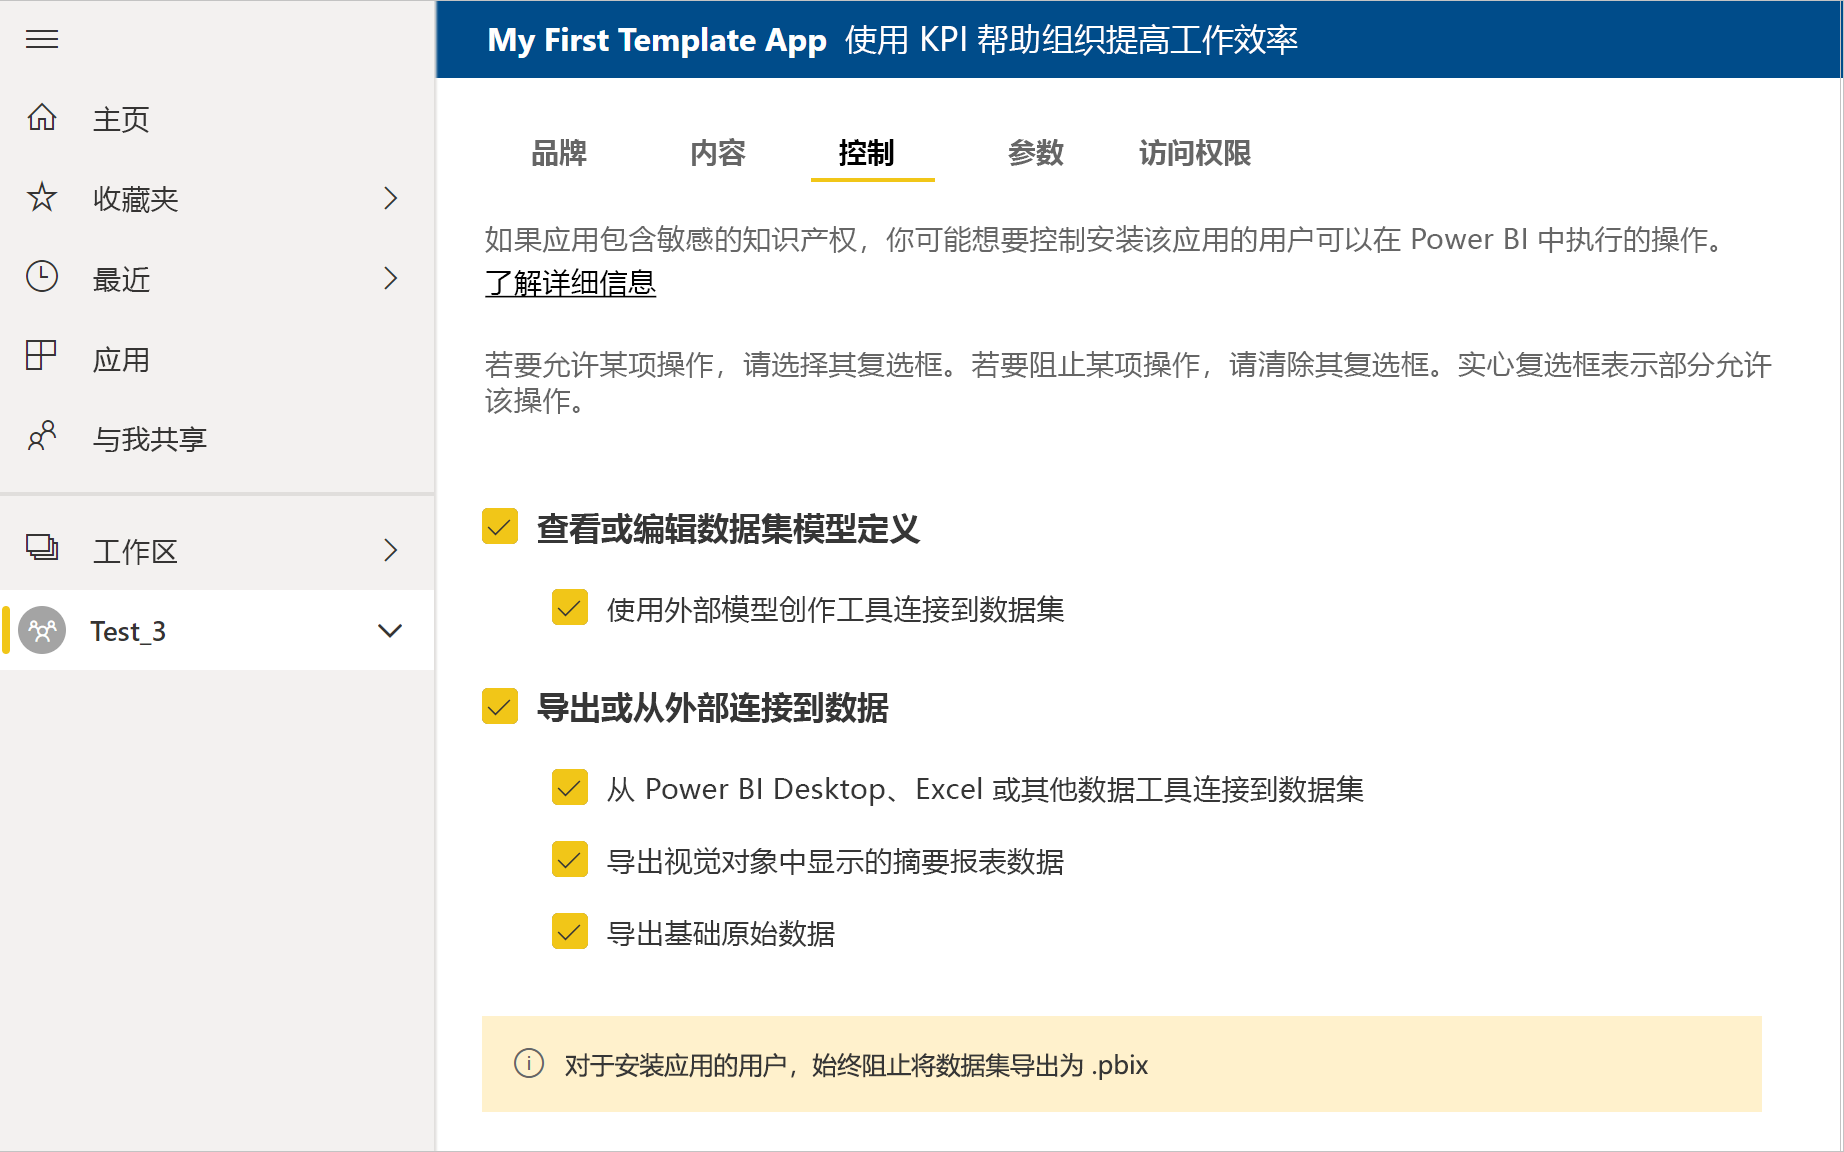 主页
收藏夹
最近
应用
与我共享
工作区
Test_3
My First Template App 使用 KPI 帮助组织提高工作效率
品牌 内容 控制 参数 访问权限
如果应用包含敏感的知识产权，你可能想要控制安装该应用的用户可以在 Power BI 中执行的操作。
了解详细信息
若要允许某项操作，请选择其复选框。若要阻止某项操作，请清除其复选框。实心复选框表示部分允许
该操作。
查看或编辑数据集模型定义
使用外部模型创作工具连接到数据集
导出或从外部连接到数据
从 Power BI Desktop、Excel 或其他数据工具连接到数据集
导出视觉对象中显示的摘要报表数据
导出基础原始数据
对于安装应用的用户，始终阻止将数据集导出为 .pbix